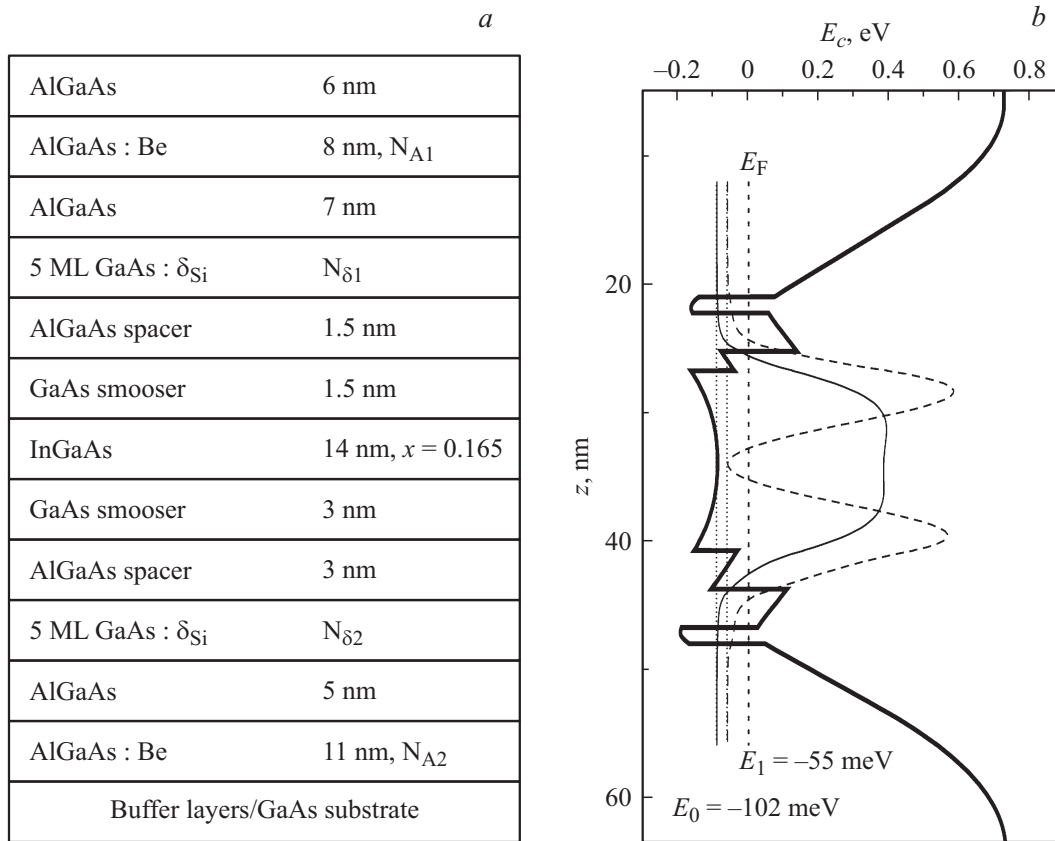 a
AlGaAs 6 nm
AlGaAs : Be 8 nm, N_A1
AlGaAs 7 nm
5 ML GaAs : δ_Si N_δ1
AlGaAs spacer 1.5 nm
GaAs smooser 1.5 nm
InGaAs 14 nm, x = 0.165
GaAs smooser 3 nm
AlGaAs spacer 3 nm
5 ML GaAs : δ_Si N_δ2
AlGaAs 5 nm
AlGaAs : Be 11 nm, N_A2
Buffer layers/GaAs substrate
b
E_c, eV
–0.2 0 0.2 0.4 0.6 0.8
E_F
20
z, nm
40
60
E_1 = –55 meV
E_0 = –102 meV